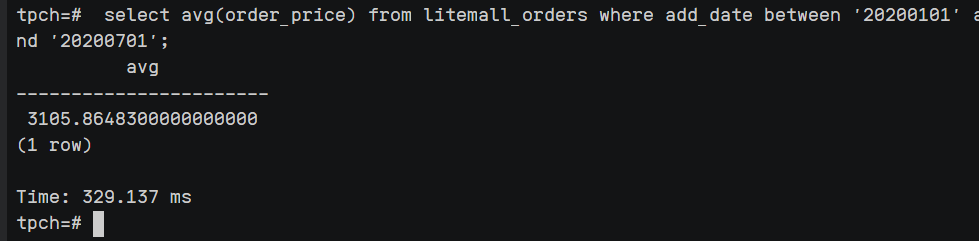 tpch=#  select avg(order_price) from litemall_orders where add_date between '20200101' a
nd '20200701';
          avg
-----------------------
 3105.8648300000000000
(1 row)

Time: 329.137 ms
tpch=#